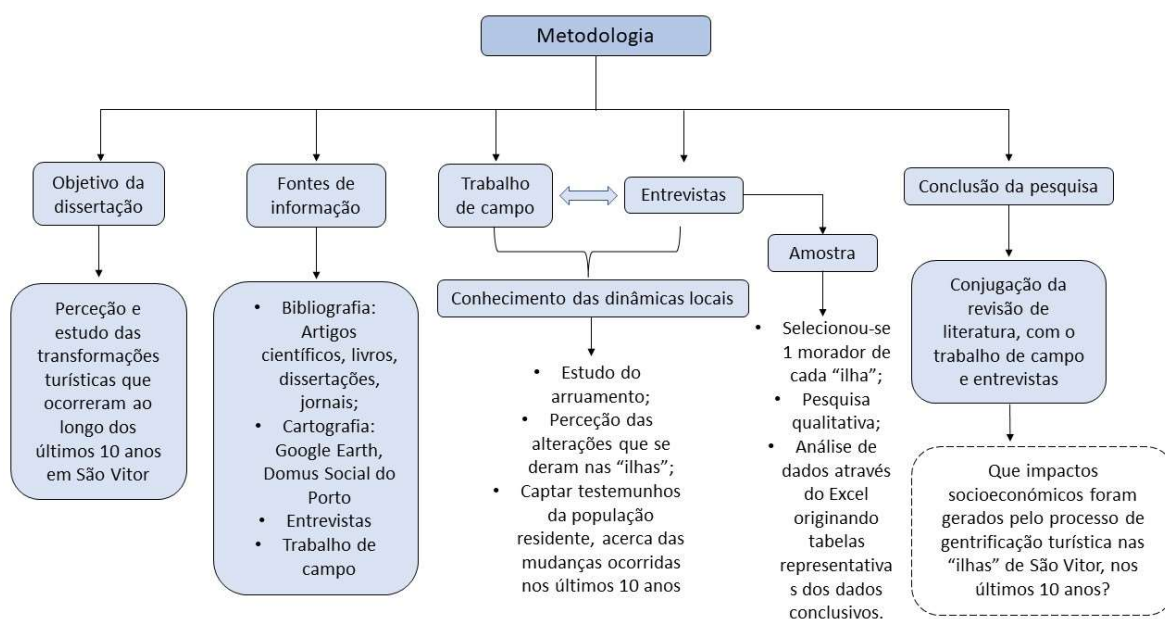 Metodologia
Objetivo da
dissertação
Perceção e
estudo das
transformações
turísticas que
ocorreram ao
longo dos
últimos 10 anos
em São Vitor
Fontes de
informação
• Bibliografia:
Artigos
científicos, livros,
dissertações,
jornais;
• Cartografia:
Google Earth,
Domus Social do
Porto
• Entrevistas
• Trabalho de
campo
Trabalho
de campo
Entrevistas
Conhecimento das dinâmicas locais
• Estudo do
arruamento;
• Perceção das
alterações que se
deram nas “ilhas”;
• Captar testemunhos
da população
residente, acerca das
mudanças ocorridas
nos últimos 10 anos
Amostra
• Selecionou-se
1 morador de
cada “ilha”;
• Pesquisa
qualitativa;
• Análise de
dados através
do Excel
originando
tabelas
representativa
s dos dados
conclusivos.
Conclusão da pesquisa
Conjugação da
revisão de
literatura, com o
trabalho de campo
e entrevistas
Que impactos
socioeconómicos foram
gerados pelo processo de
gentrificação turística nas
“ilhas” de São Vitor, nos
últimos 10 anos?